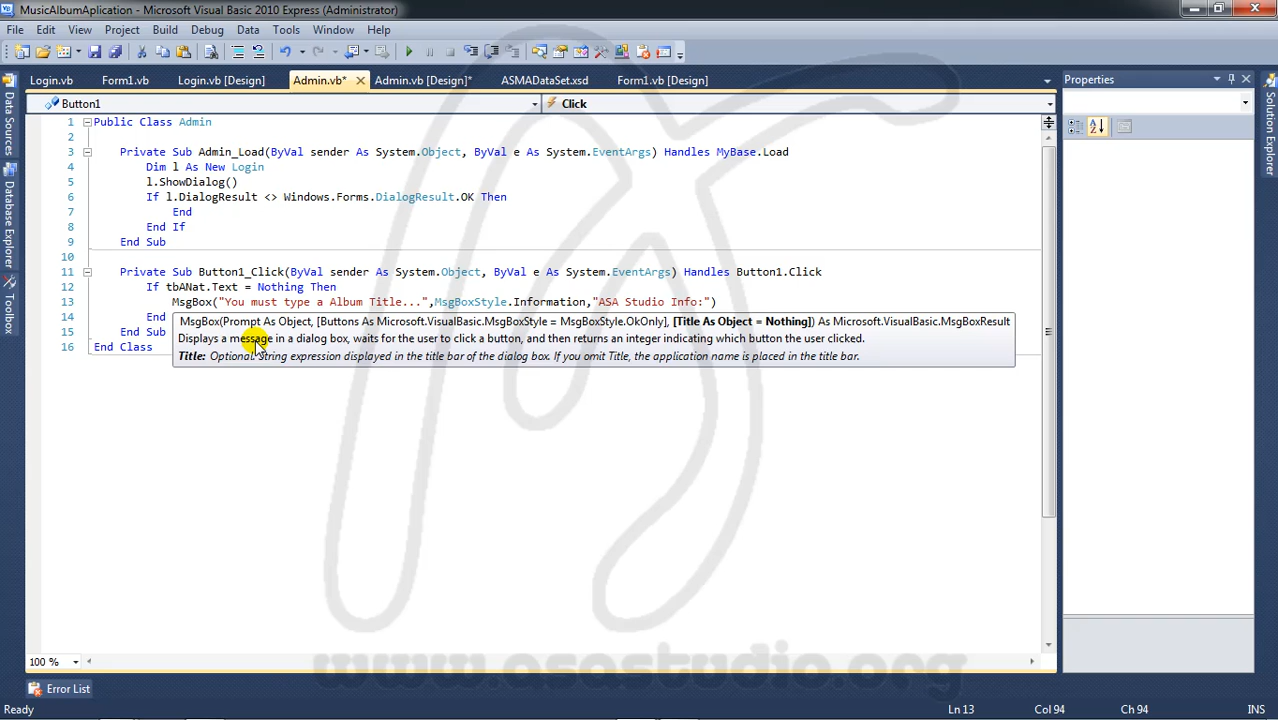 MusicAlbumAplication - Microsoft Visual Basic 2010 Express (Administrator)
File Edit View Project Build Debug Data Tools Window Help
Login.vb Form1.vb Login.vb [Design] Admin.vb* Admin.vb [Design]* ASMADataSet.xsd Form1.vb [Design]
Properties
Button1 Click
Data Sources
Database Explorer
Toolbox
Solution Explorer
1 Public Class Admin
2
3 Private Sub Admin_Load(ByVal sender As System.Object, ByVal e As System.EventArgs) Handles MyBase.Load
4 Dim l As New Login
5 l.ShowDialog()
6 If l.DialogResult <> Windows.Forms.DialogResult.OK Then
7 End
8 End If
9 End Sub
10
11 Private Sub Button1_Click(ByVal sender As System.Object, ByVal e As System.EventArgs) Handles Button1.Click
12 If tbANat.Text = Nothing Then
13 MsgBox("You must type a Album Title...",MsgBoxStyle.Information,"ASA Studio Info:")
14 End
MsgBox(Prompt As Object, [Buttons As Microsoft.VisualBasic.MsgBoxStyle = MsgBoxStyle.OkOnly], [Title As Object = Nothing]) As Microsoft.VisualBasic.MsgBoxResult
15 End Sub
Displays a message in a dialog box, waits for the user to click a button, and then returns an integer indicating which button the user clicked.
16 End Class
Title: Optional. String expression displayed in the title bar of the dialog box. If you omit Title, the application name is placed in the title bar.
100 %
www.asastudio.org
Error List
Ready Ln 13 Col 94 Ch 94 INS